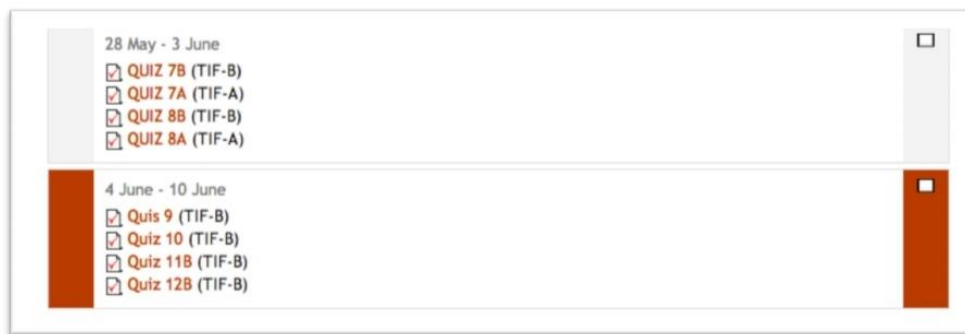 28 May - 3 June
QUIZ 7B (TIF-B)
QUIZ 7A (TIF-A)
QUIZ 8B (TIF-B)
QUIZ 8A (TIF-A)
4 June - 10 June
Quis 9 (TIF-B)
Quiz 10 (TIF-B)
Quiz 11B (TIF-B)
Quiz 12B (TIF-B)